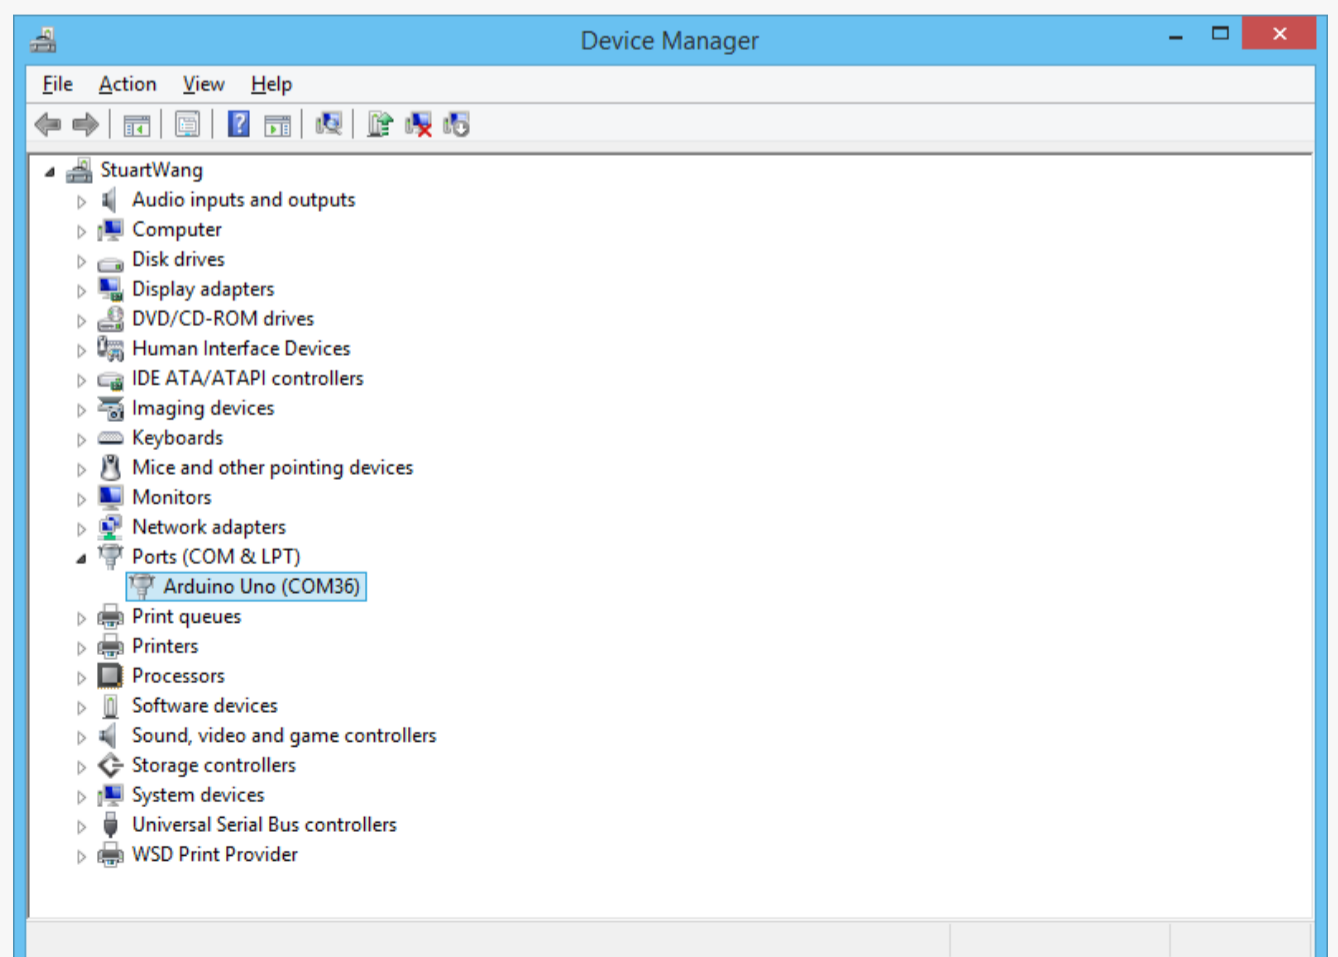 Device Manager
File Action View Help
StuartWang
Audio inputs and outputs
Computer
Disk drives
Display adapters
DVD/CD-ROM drives
Human Interface Devices
IDE ATA/ATAPI controllers
Imaging devices
Keyboards
Mice and other pointing devices
Monitors
Network adapters
Ports (COM & LPT)
Arduino Uno (COM36)
Print queues
Printers
Processors
Software devices
Sound, video and game controllers
Storage controllers
System devices
Universal Serial Bus controllers
WSD Print Provider